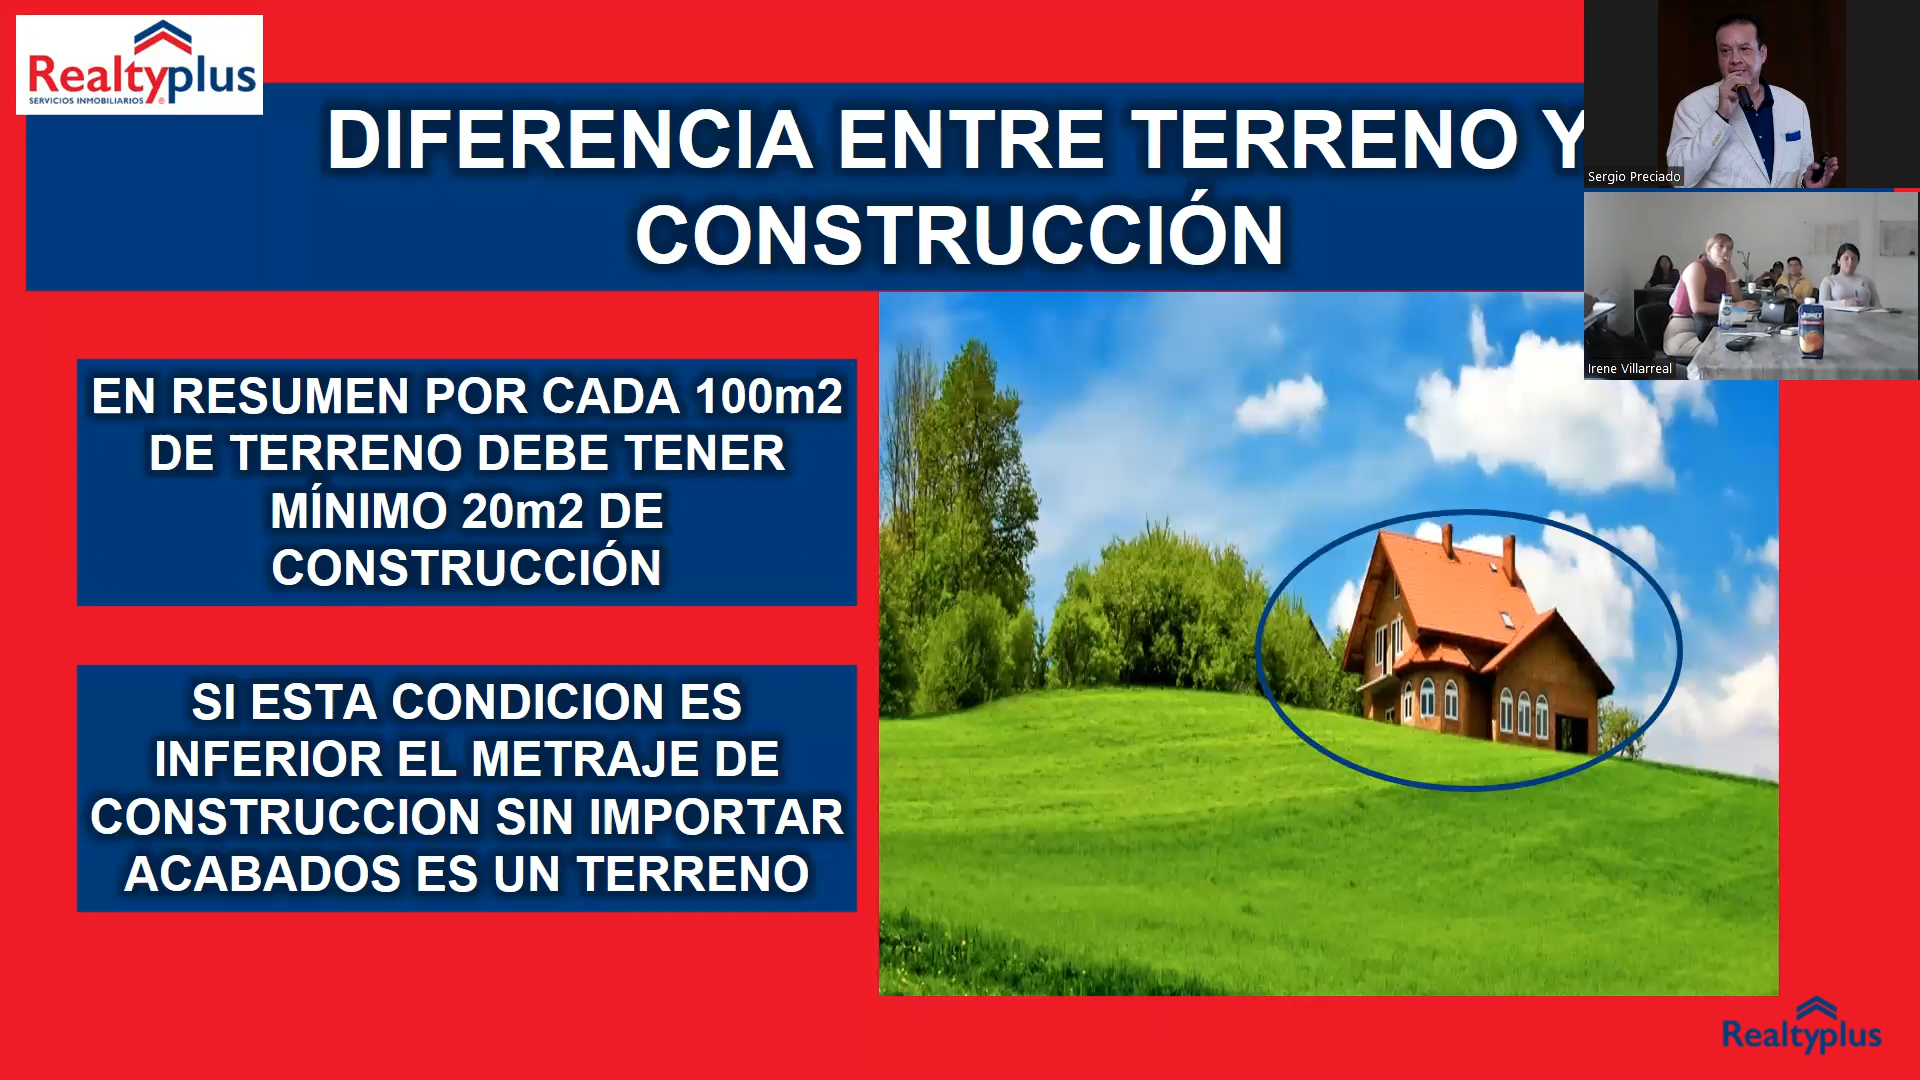 Realtyplus
SERVICIOS INMOBILIARIOS ®
DIFERENCIA ENTRE TERRENO Y
CONSTRUCCIÓN
Sergio Preciado
JUMEX
Irene Villarreal
EN RESUMEN POR CADA 100m2
DE TERRENO DEBE TENER
MÍNIMO 20m2 DE
CONSTRUCCIÓN
SI ESTA CONDICION ES
INFERIOR EL METRAJE DE
CONSTRUCCION SIN IMPORTAR
ACABADOS ES UN TERRENO
Realtyplus